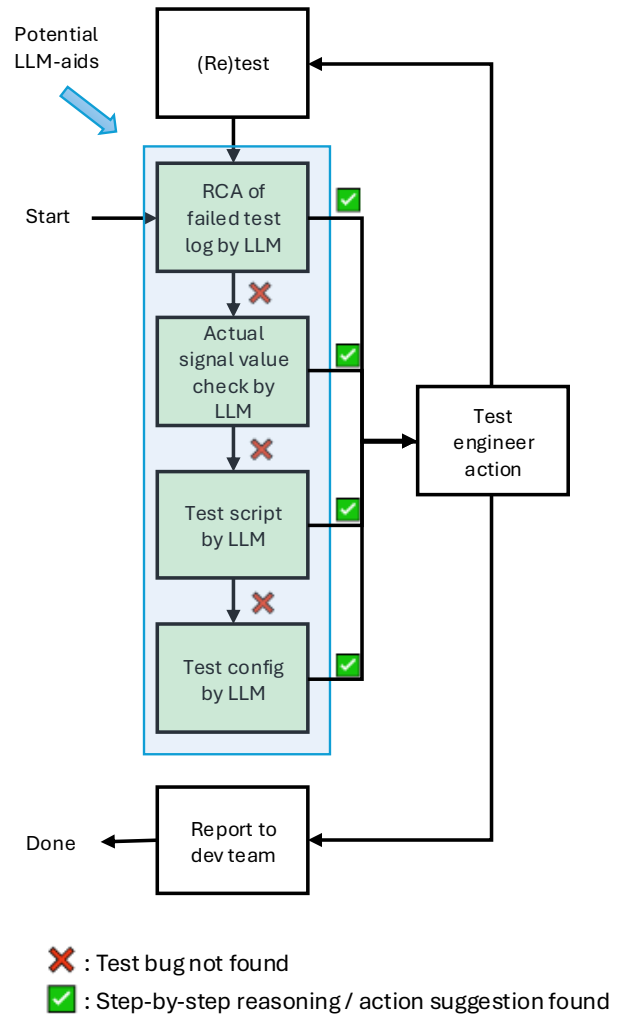 Potential
LLM-aids
(Re)test
Start
RCA of
failed test
log by LLM
Actual
signal value
check by
LLM
Test script
by LLM
Test config
by LLM
Test
engineer
action
Report to
dev team
Done
: Test bug not found
: Step-by-step reasoning / action suggestion found